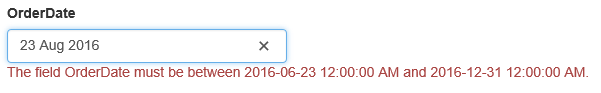 OrderDate
23 Aug 2016 ×
The field OrderDate must be between 2016-06-23 12:00:00 AM and 2016-12-31 12:00:00 AM.